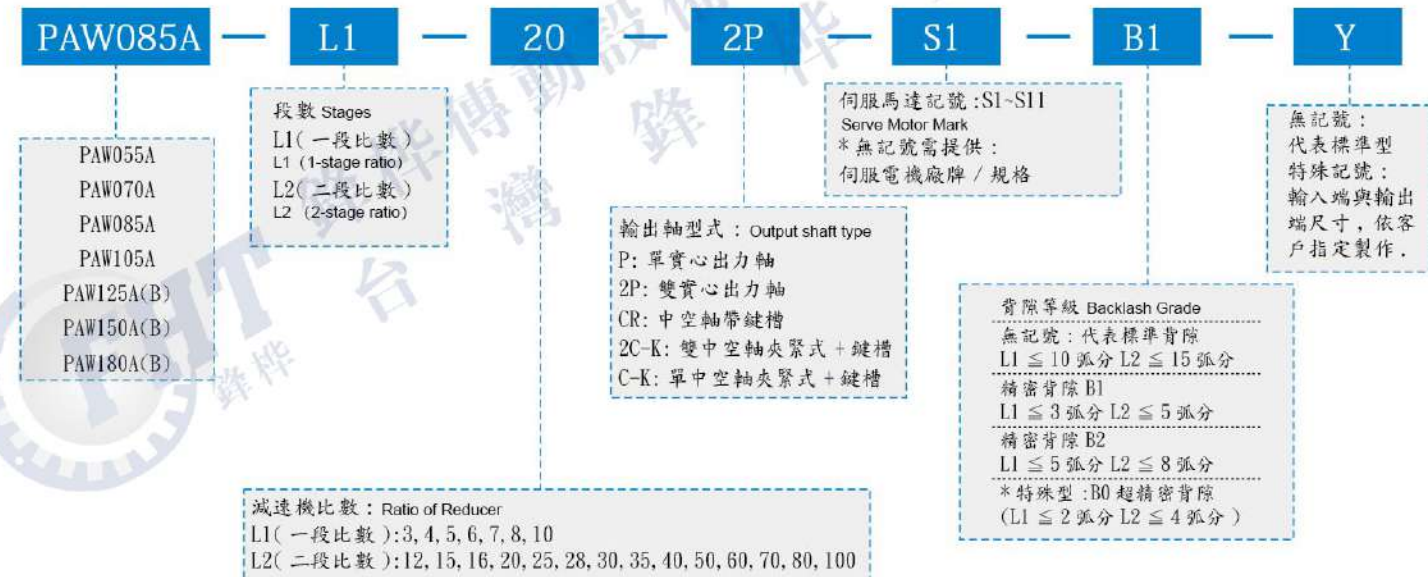 PAW085A — L1 — 20 — 2P — S1 — B1 — Y
PAW055A
PAW070A
PAW085A
PAW105A
PAW125A(B)
PAW150A(B)
PAW180A(B)
段數 Stages
L1(一段比數)
L1 (1-stage ratio)
L2(二段比數)
L2 (2-stage ratio)
減速機比數：Ratio of Reducer
L1(一段比數):3, 4, 5, 6, 7, 8, 10
L2(二段比數):12, 15, 16, 20, 25, 28, 30, 35, 40, 50, 60, 70, 80, 100
輸出軸型式：Output shaft type
P: 單實心出力軸
2P: 雙實心出力軸
CR: 中空軸帶鍵槽
2C-K: 雙中空軸夾緊式 + 鍵槽
C-K: 單中空軸夾緊式 + 鍵槽
伺服馬達記號:S1~S11
Serve Motor Mark
*無記號需提供：
伺服電機廠牌 / 規格
背隙等級 Backlash Grade
無記號：代表標準背隙
L1 ≦ 10 弧分 L2 ≦ 15 弧分
精密背隙 B1
L1 ≦ 3 弧分 L2 ≦ 5 弧分
精密背隙 B2
L1 ≦ 5 弧分 L2 ≦ 8 弧分
*特殊型:B0 超精密背隙
(L1 ≦ 2 弧分 L2 ≦ 4 弧分)
無記號：
代表標準型
特殊記號：
輸入端與輸出
端尺寸，依客
戶指定製作.
FHT
鋒桦
台灣鋒桦傳動設備